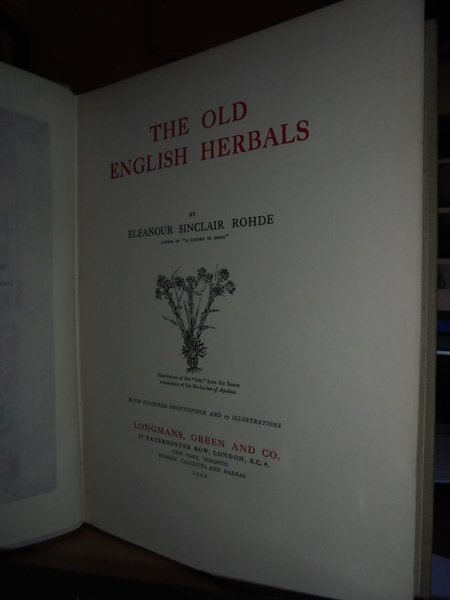 THE OLD
ENGLISH HERBALS
BY
ELEANOUR SINCLAIR ROHDE
AUTHOR OF "A GARDEN OF HERBS"
Illustration of the "lilie" from the Saxon
translation of the Herbarium of Apuleius
WITH COLOURED FRONTISPIECE AND 17 ILLUSTRATIONS
LONGMANS, GREEN AND CO.
39 PATERNOSTER ROW, LONDON, E.C. 4,
NEW YORK, TORONTO
BOMBAY, CALCUTTA AND MADRAS
1922